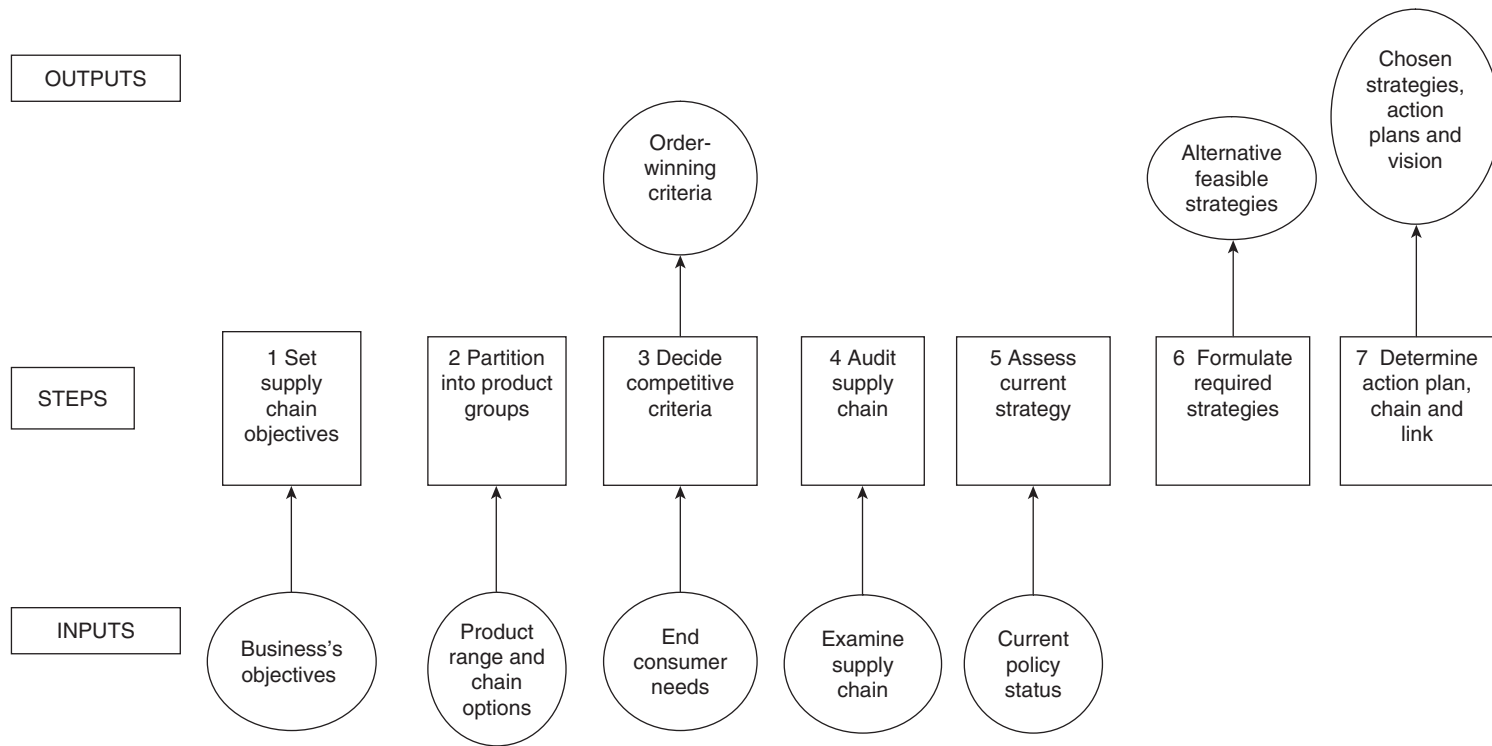 OUTPUTS
Order-
winning
criteria
Alternative
feasible
strategies
Chosen
strategies,
action
plans and
vision
STEPS
1 Set
supply
chain
objectives
2 Partition
into product
groups
3 Decide
competitive
criteria
4 Audit
supply
chain
5 Assess
current
strategy
6 Formulate
required
strategies
7 Determine
action plan,
chain and
link
INPUTS
Business’s
objectives
Product
range and
chain
options
End
consumer
needs
Examine
supply
chain
Current
policy
status